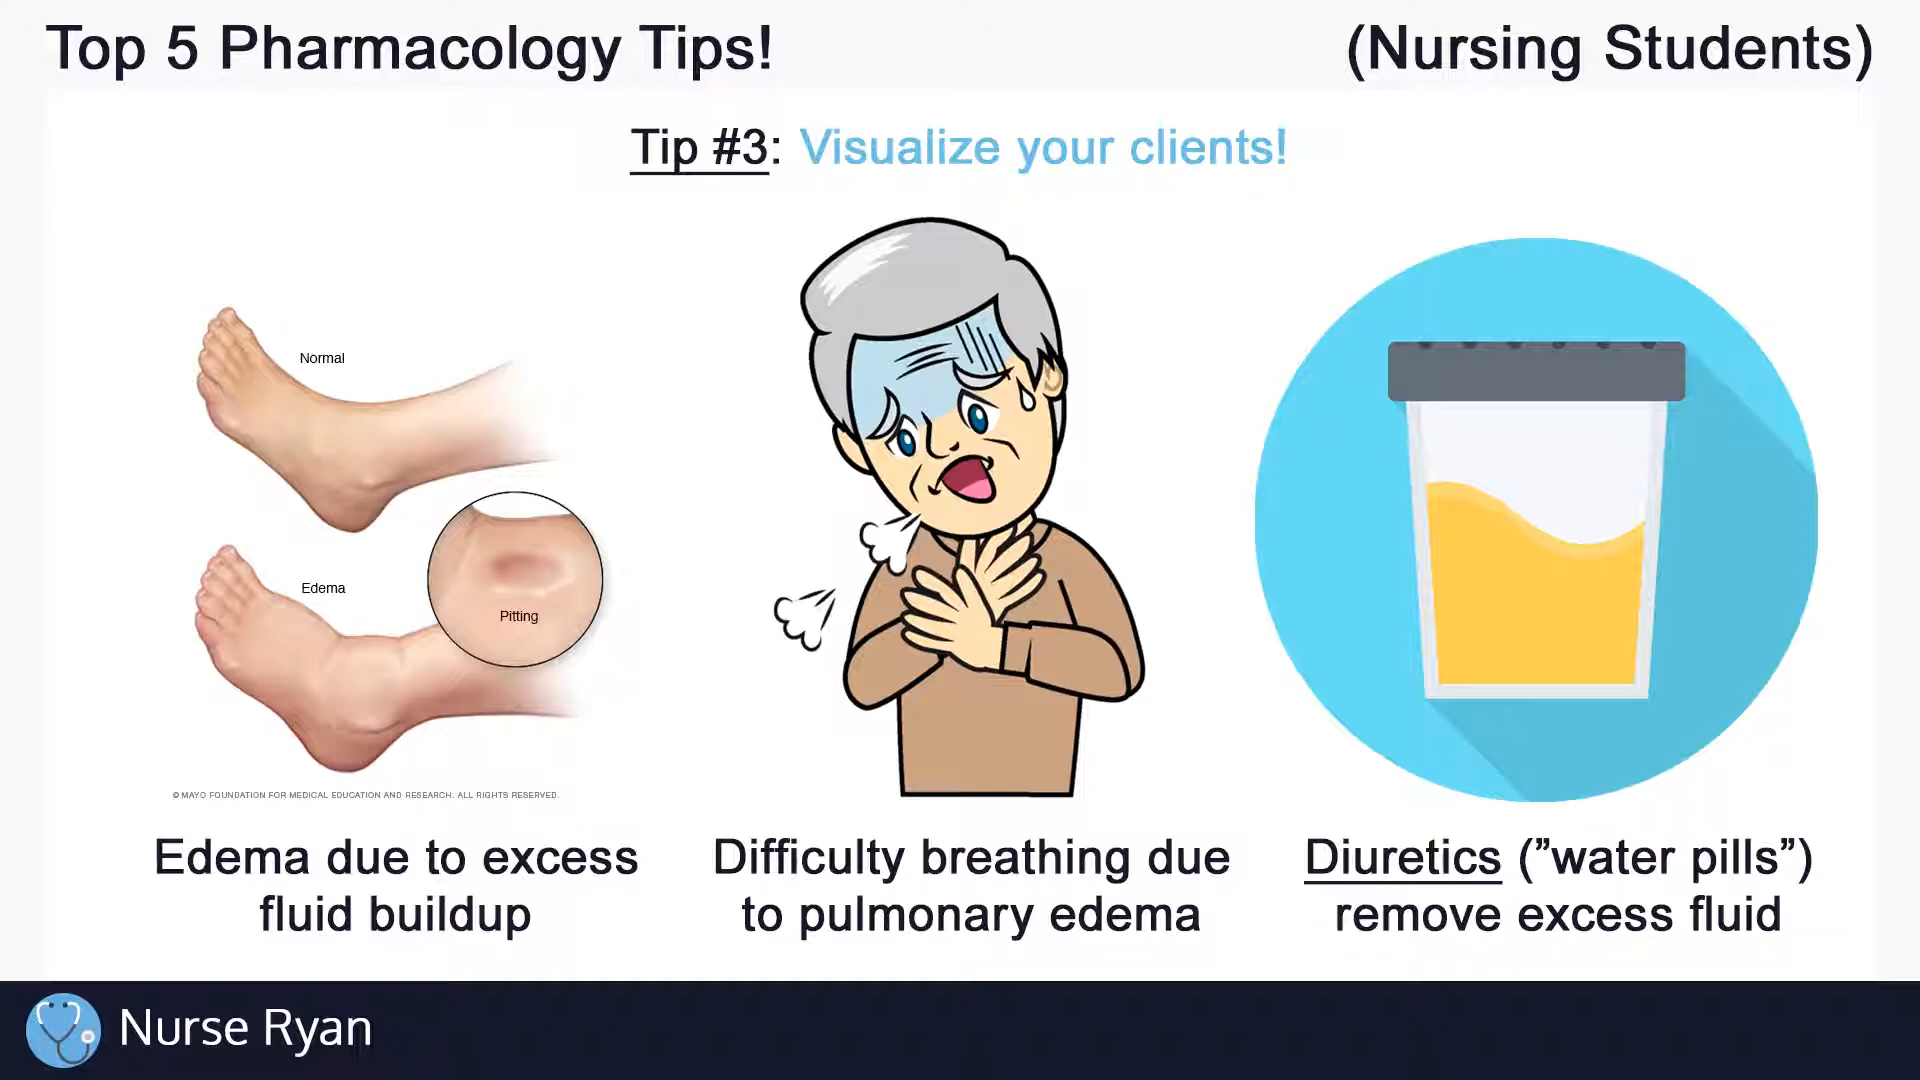 Top 5 Pharmacology Tips!
(Nursing Students)
Tip #3: Visualize your clients!
Normal
Edema
Pitting
© MAYO FOUNDATION FOR MEDICAL EDUCATION AND RESEARCH. ALL RIGHTS RESERVED.
Edema due to excess
fluid buildup
Difficulty breathing due
to pulmonary edema
Diuretics (”water pills”)
remove excess fluid
Nurse Ryan